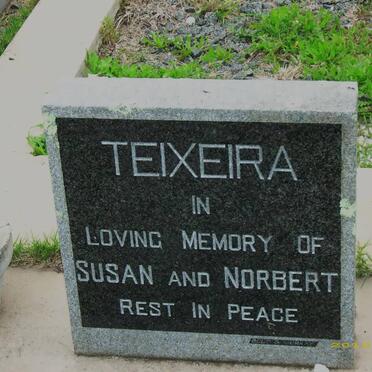 TEIXEIRA
IN
LOVING MEMORY OF
SUSAN AND NORBERT
REST IN PEACE